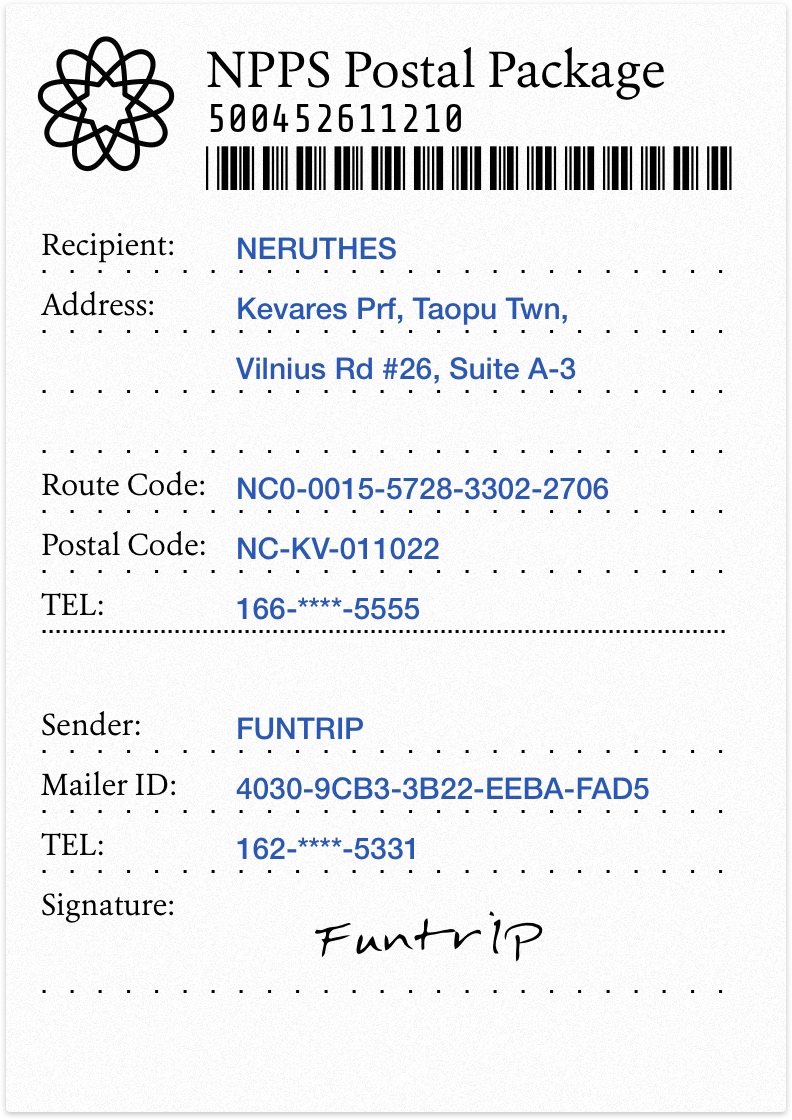 NPPS Postal Package
500452611210
Recipient: NERUTHES
Address: Kevares Prf, Taopu Twn,
Vilnius Rd #26, Suite A-3
Route Code: NC0-0015-5728-3302-2706
Postal Code: NC-KV-011022
TEL: 166-****-5555
Sender: FUNTRIP
Mailer ID: 4030-9CB3-3B22-EEBA-FAD5
TEL: 162-****-5331
Signature: Funtrip